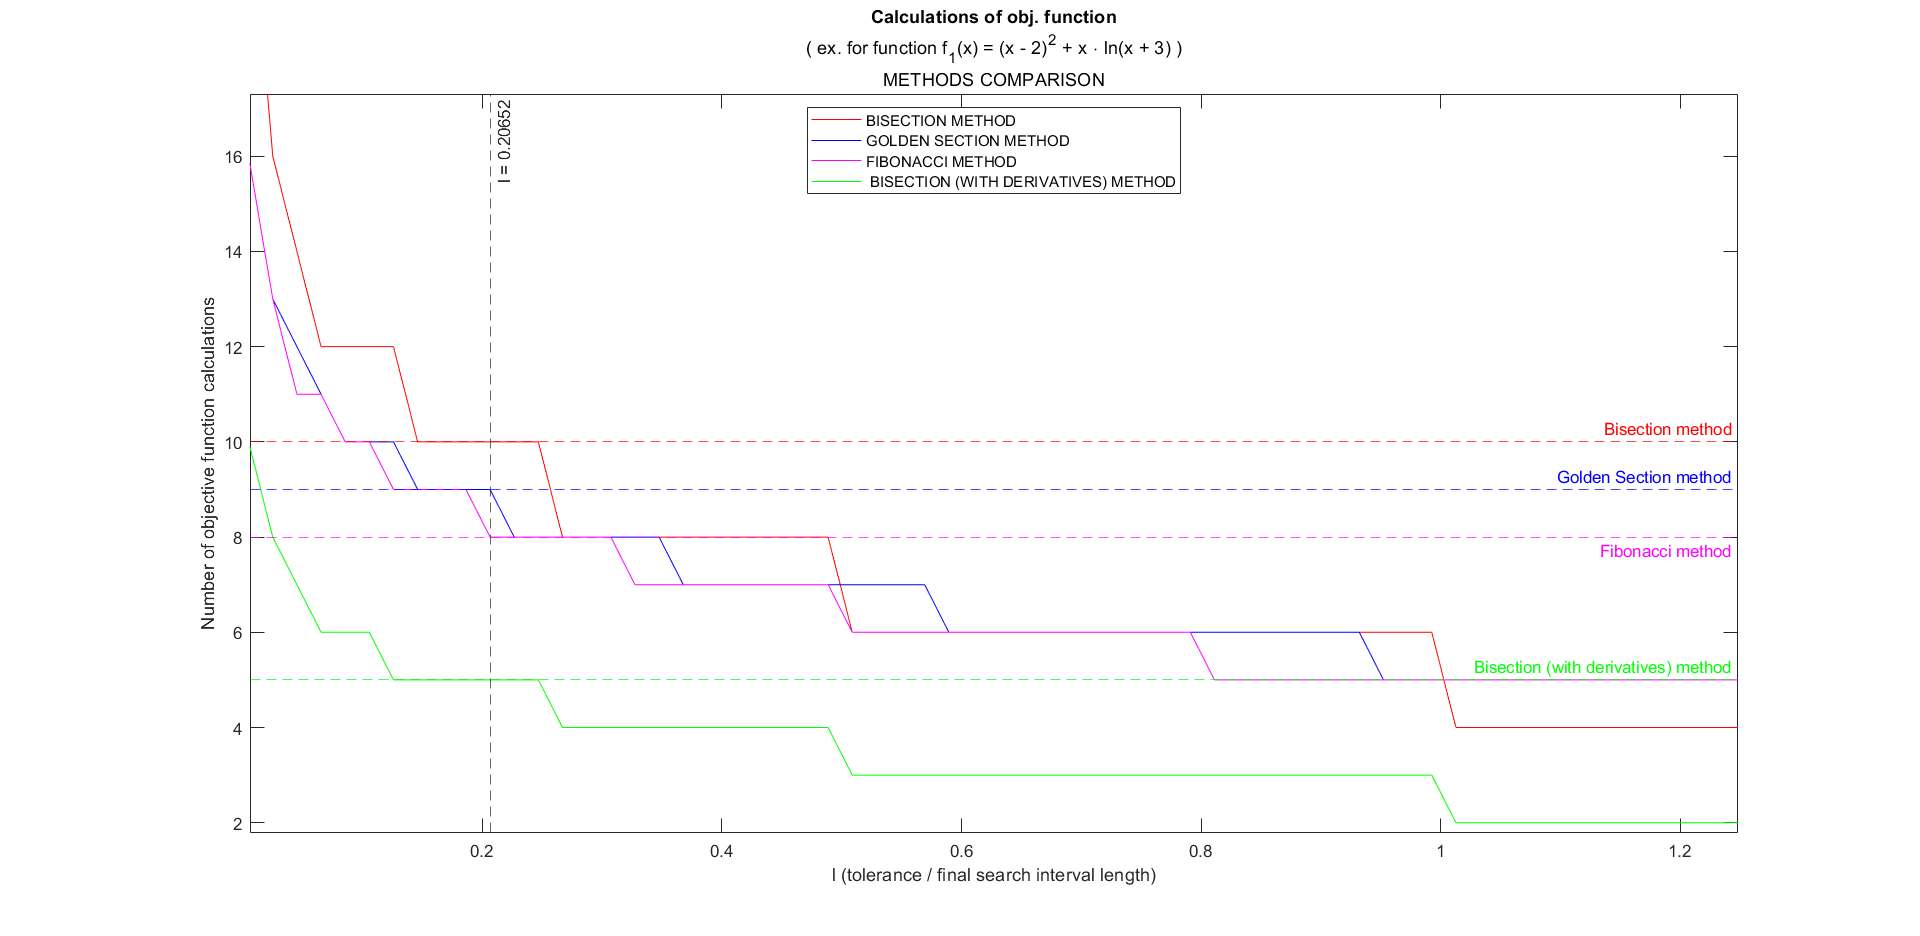 Calculations of obj. function
( ex. for function f1(x) = (x - 2)2 + x · ln(x + 3) )
METHODS COMPARISON
l = 0.20652
BISECTION METHOD
GOLDEN SECTION METHOD
FIBONACCI METHOD
BISECTION (WITH DERIVATIVES) METHOD
Number of objective function calculations
16
14
12
10
8
6
4
2
Bisection method
Golden Section method
Fibonacci method
Bisection (with derivatives) method
0.2 0.4 0.6 0.8 1 1.2
l (tolerance / final search interval length)